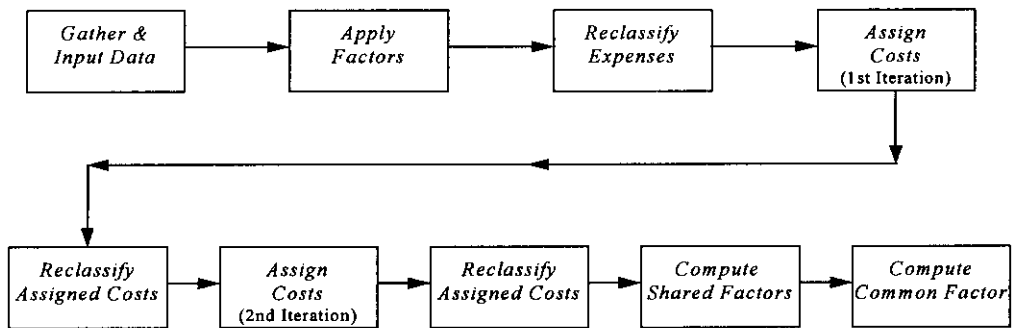 Gather &
Input Data
Apply
Factors
Reclassify
Expenses
Assign
Costs
(1st Iteration)
Reclassify
Assigned Costs
Assign
Costs
(2nd Iteration)
Reclassify
Assigned Costs
Compute
Shared Factors
Compute
Common Factor